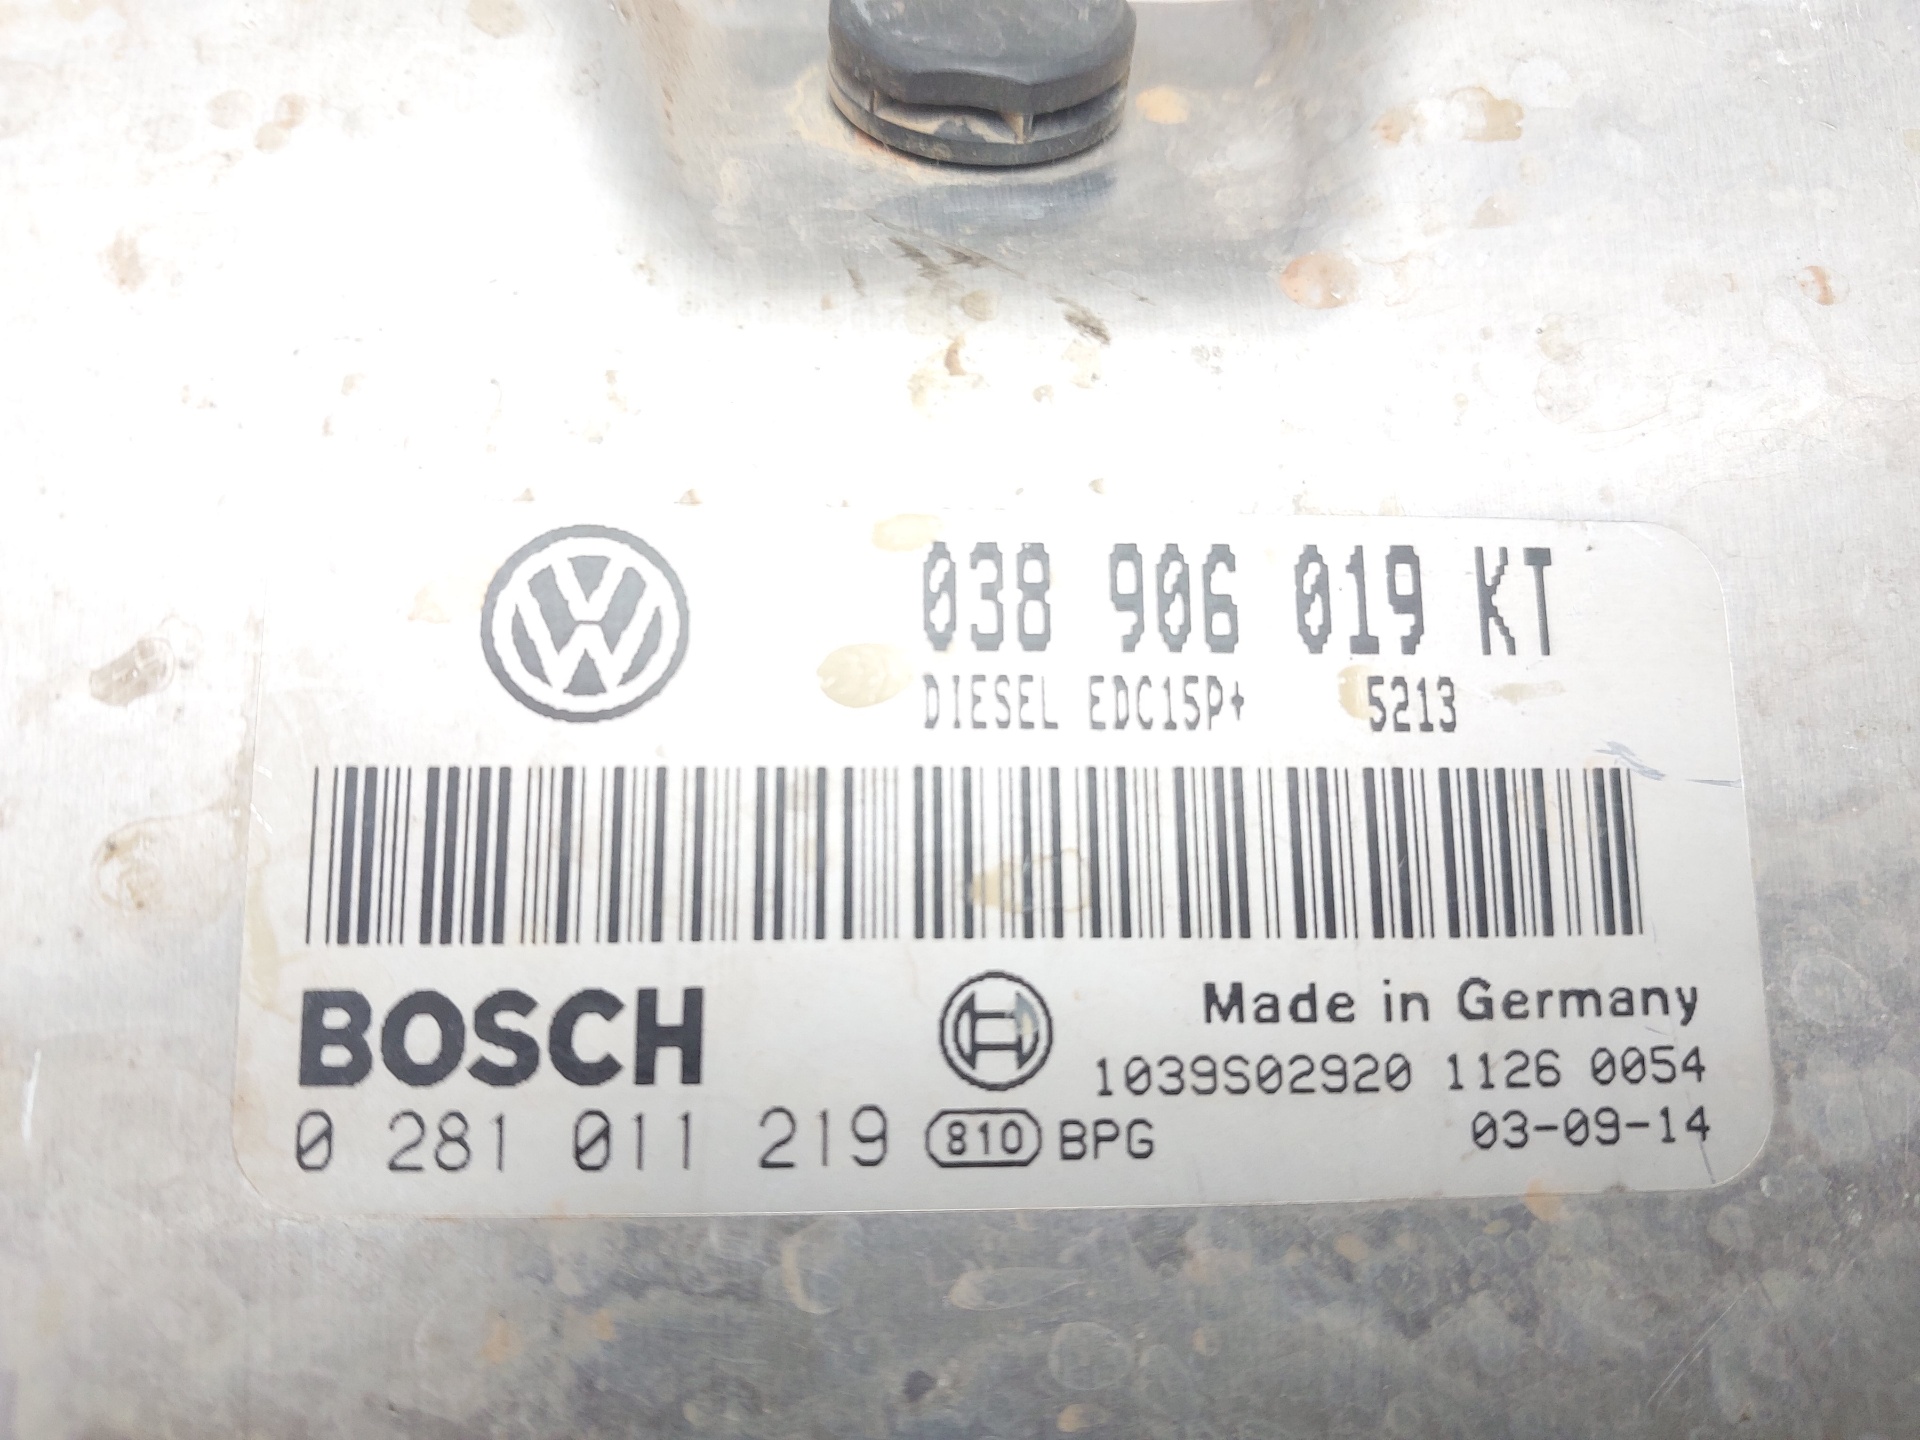 038 906 019 KT
DIESEL EDC15P+ 5213
BOSCH
Made in Germany
1039S02920 1126 0054
0 281 011 219 810 BPG
03-09-14